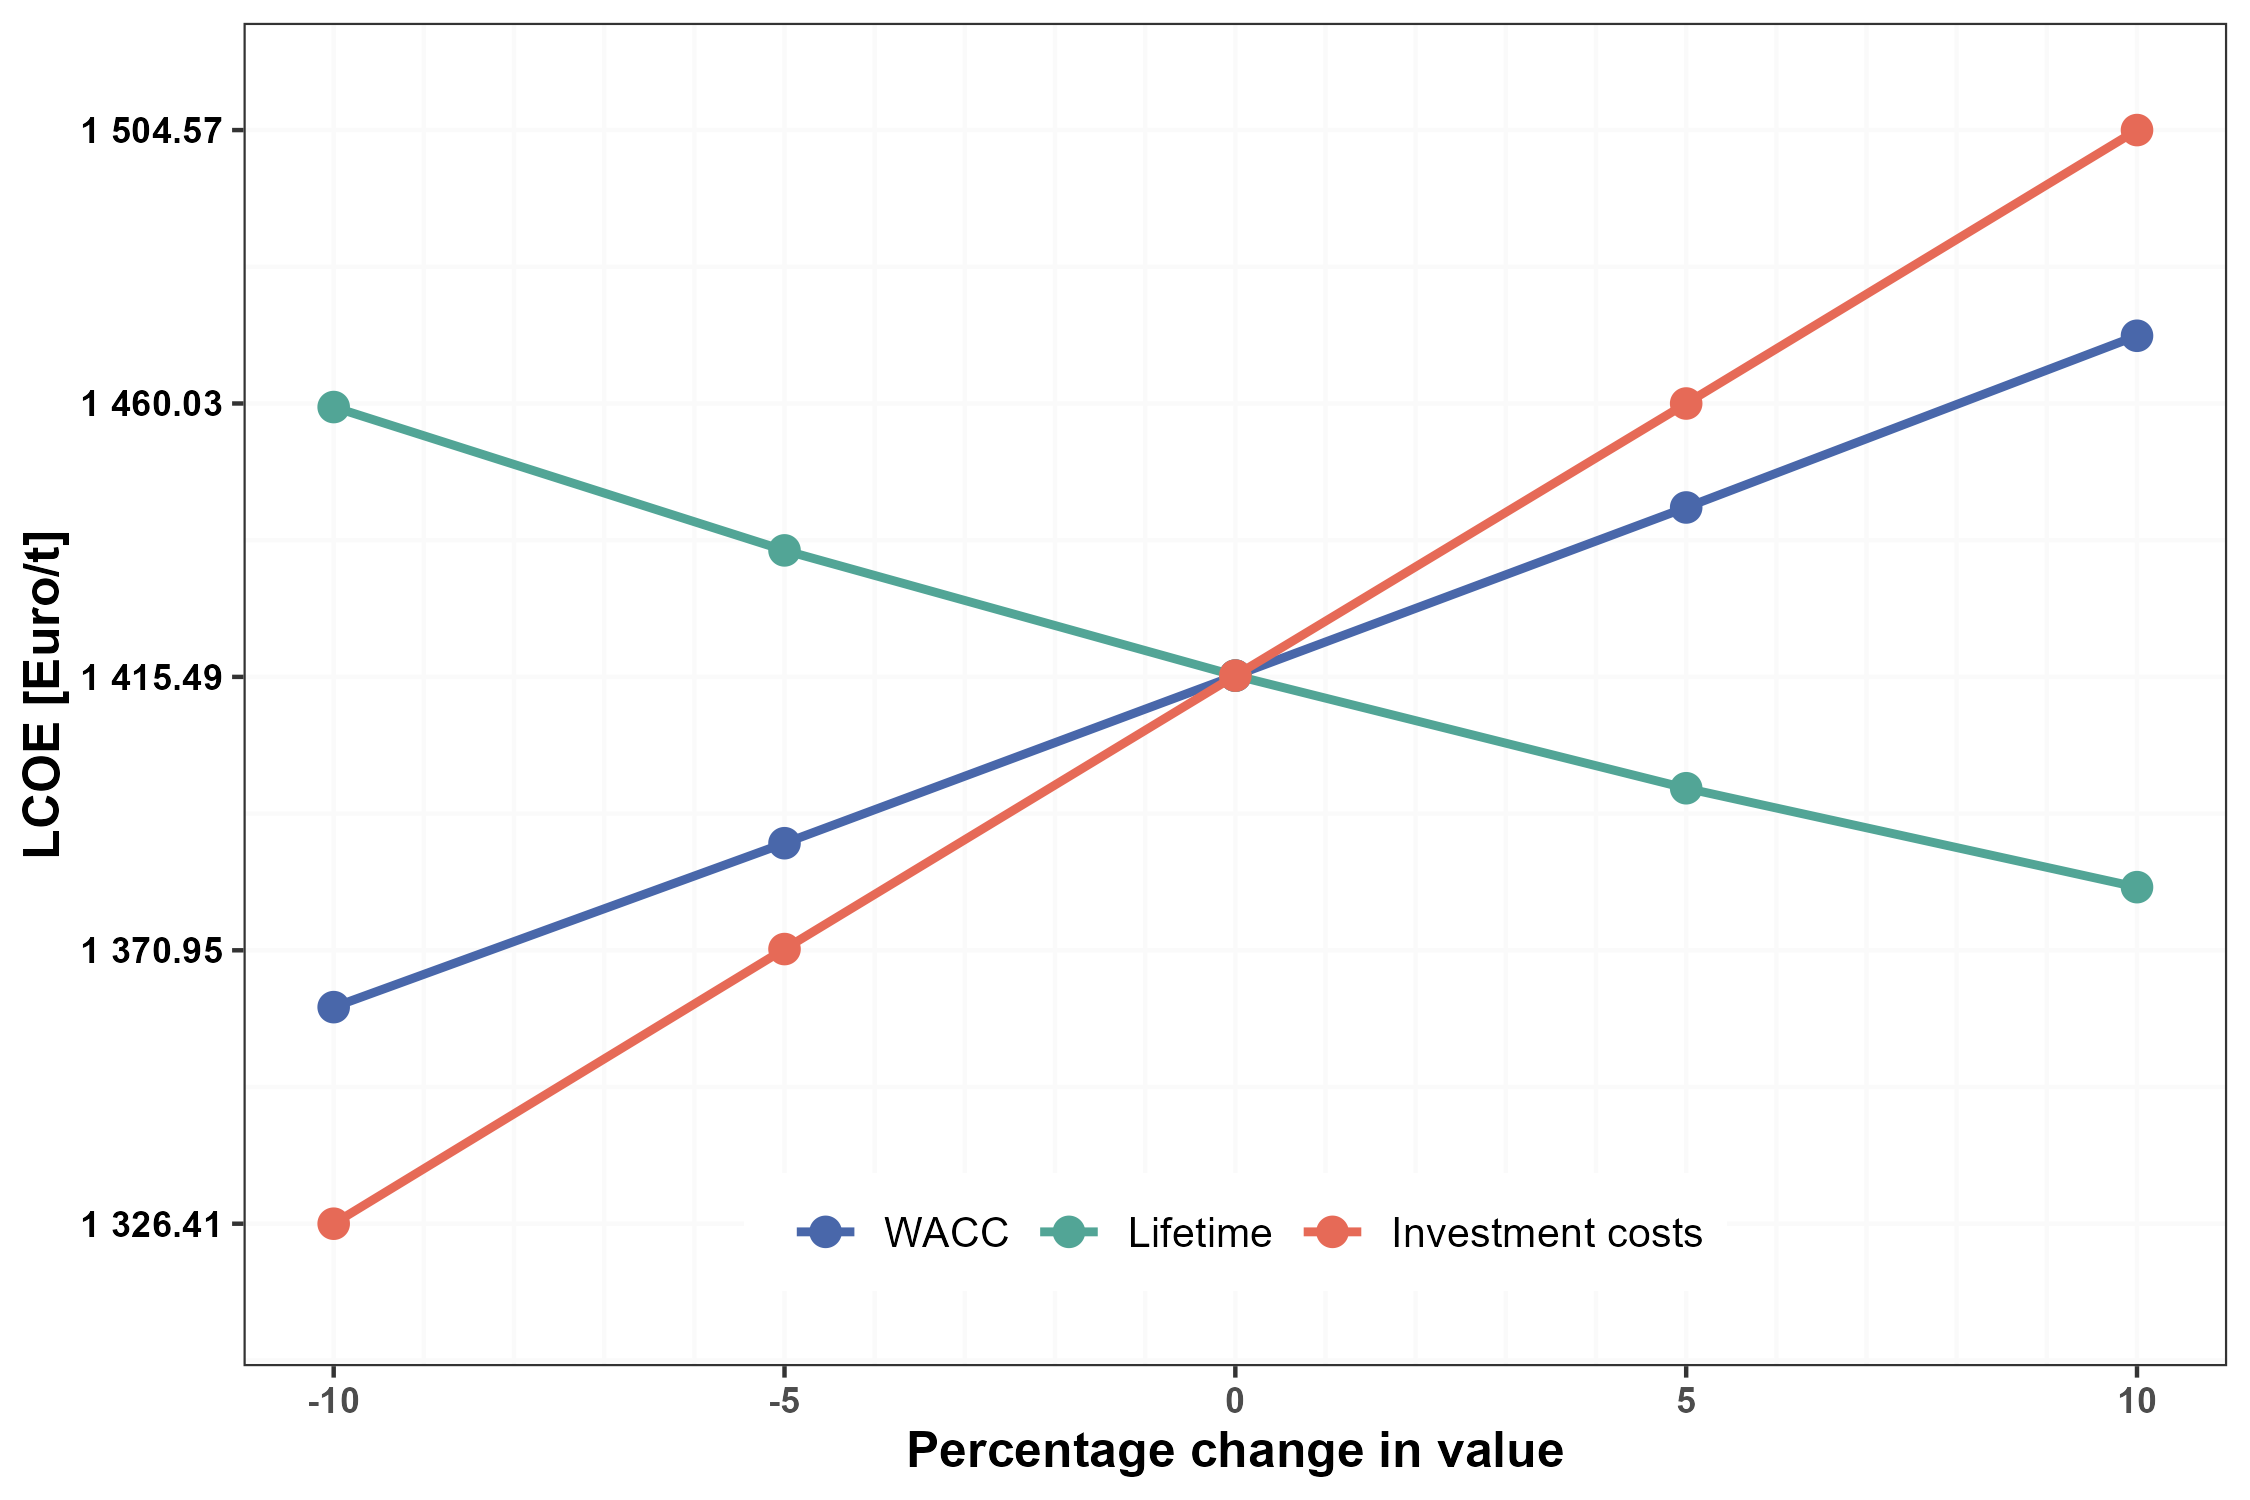 LCOE [Euro/t]
1 504.57
1 460.03
1 415.49
1 370.95
1 326.41
WACC Lifetime Investment costs
-10 -5 0 5 10
Percentage change in value